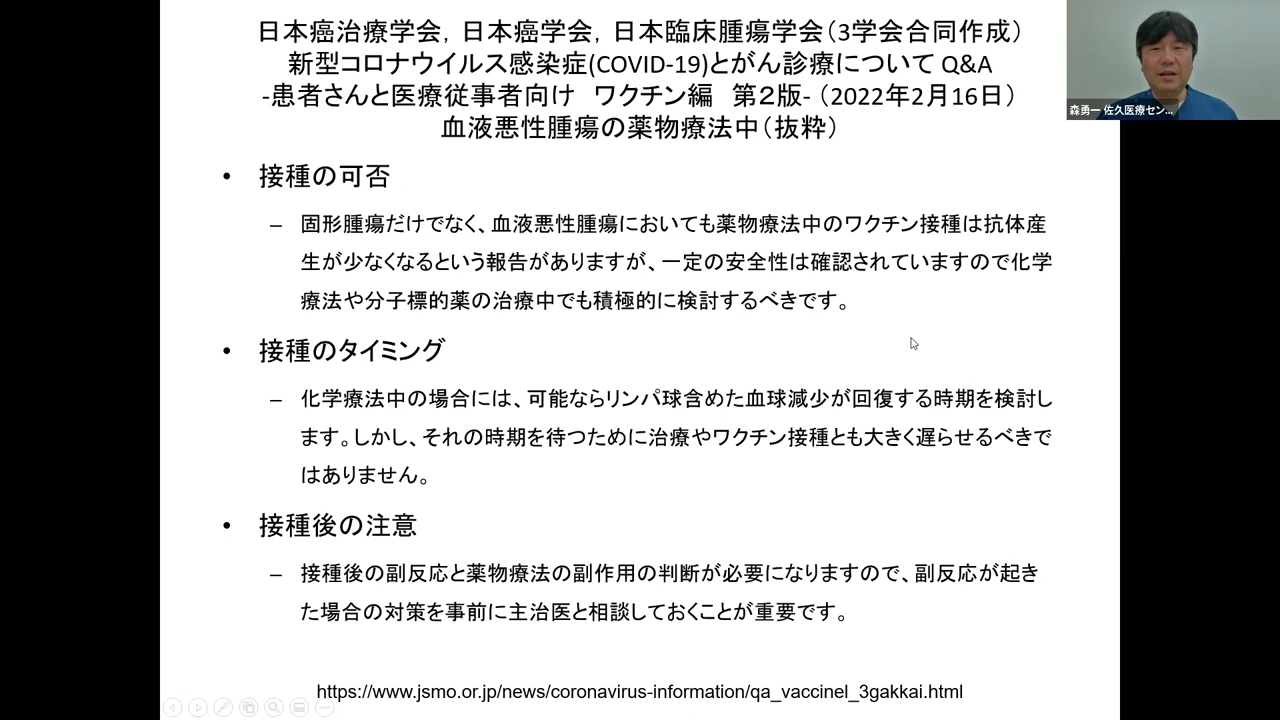 日本癌治療学会，日本癌学会，日本臨床腫瘍学会（3学会合同作成）
新型コロナウイルス感染症(COVID-19)とがん診療について Q&A
-患者さんと医療従事者向け　ワクチン編　第２版-（2022年2月16日）
血液悪性腫瘍の薬物療法中（抜粋）
森勇一 佐久医療セン...
• 接種の可否
– 固形腫瘍だけでなく、血液悪性腫瘍においても薬物療法中のワクチン接種は抗体産
生が少なくなるという報告がありますが、一定の安全性は確認されていますので化学
療法や分子標的薬の治療中でも積極的に検討するべきです。
• 接種のタイミング
– 化学療法中の場合には、可能ならリンパ球含めた血球減少が回復する時期を検討し
ます。しかし、それの時期を待つために治療やワクチン接種とも大きく遅らせるべきで
はありません。
• 接種後の注意
– 接種後の副反応と薬物療法の副作用の判断が必要になりますので、副反応が起き
た場合の対策を事前に主治医と相談しておくことが重要です。
https://www.jsmo.or.jp/news/coronavirus-information/qa_vaccinel_3gakkai.html